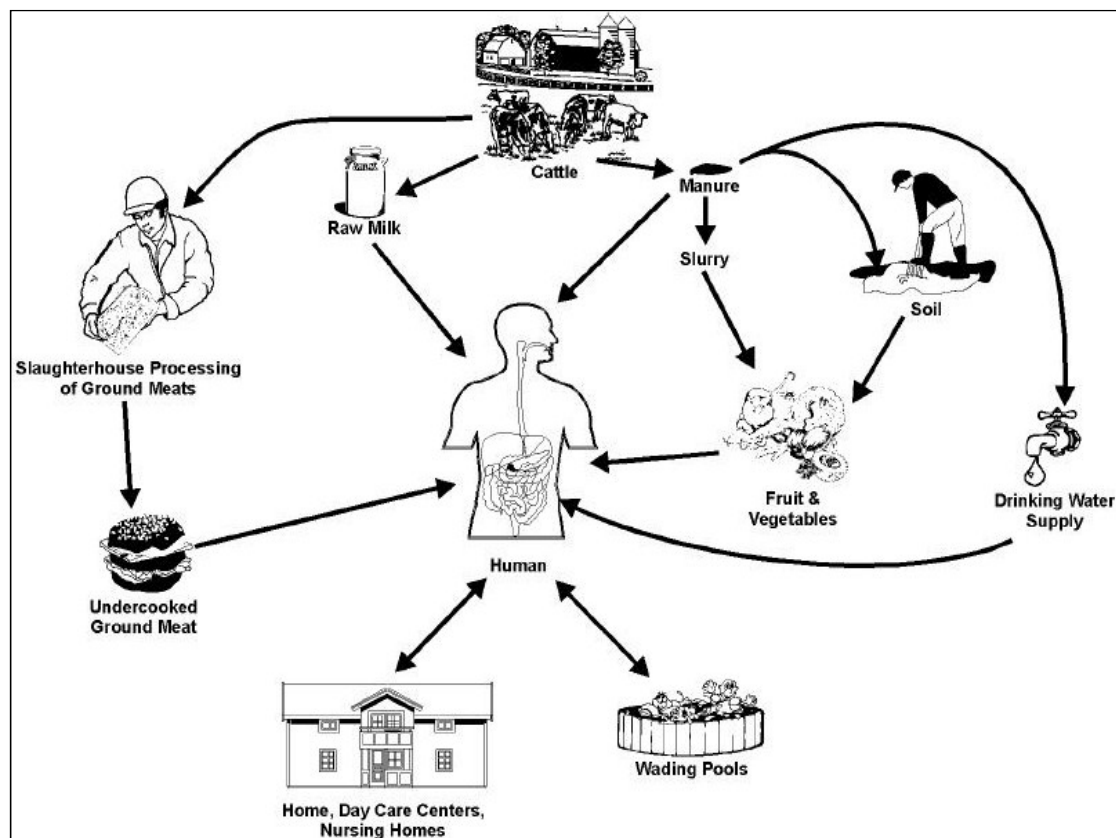 Cattle
Manure
Raw Milk
Slurry
Soil
Slaughterhouse Processing
of Ground Meats
Fruit &
Vegetables
Drinking Water
Supply
Human
Undercooked
Ground Meat
Wading Pools
Home, Day Care Centers,
Nursing Homes